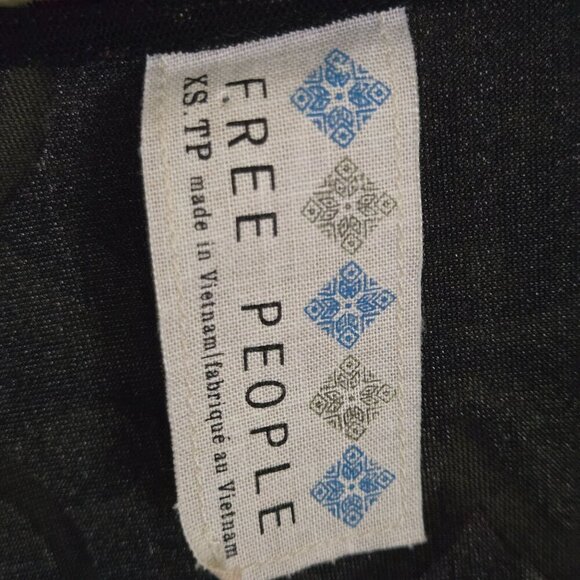 FREE PEOPLE
XS.TP made in Vietnam|fabriqué au Vietnam